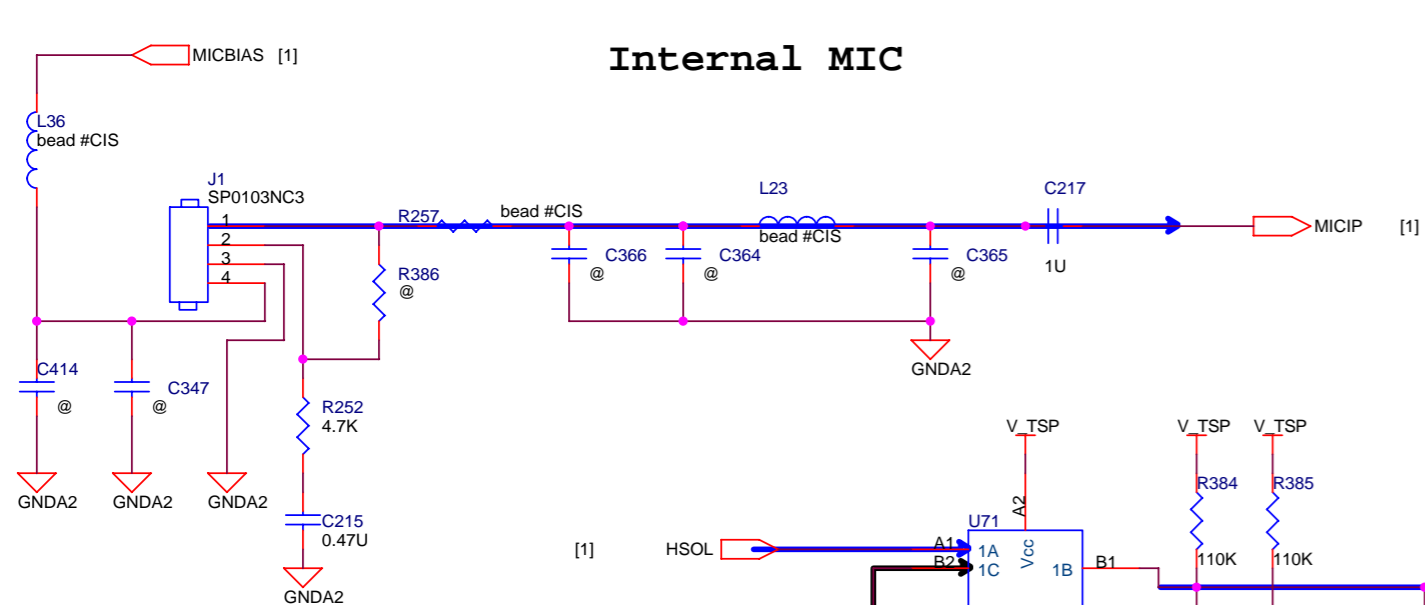 MICBIAS [1]
Internal MIC
L36
bead #CIS
J1
SP0103NC3
1
2
3
4
R257
bead #CIS
L23
bead #CIS
C217
1U
MICIP [1]
R386
@
C366
@
C364
@
C365
@
GNDA2
C414
@
C347
@
R252
4.7K
GNDA2
GNDA2
GNDA2
C215
0.47U
GNDA2
V_TSP
V_TSP
V_TSP
R384
R385
110K
110K
U71
A2
Vcc
[1] HSOL
A1
1A
B2
1C
1B
B1